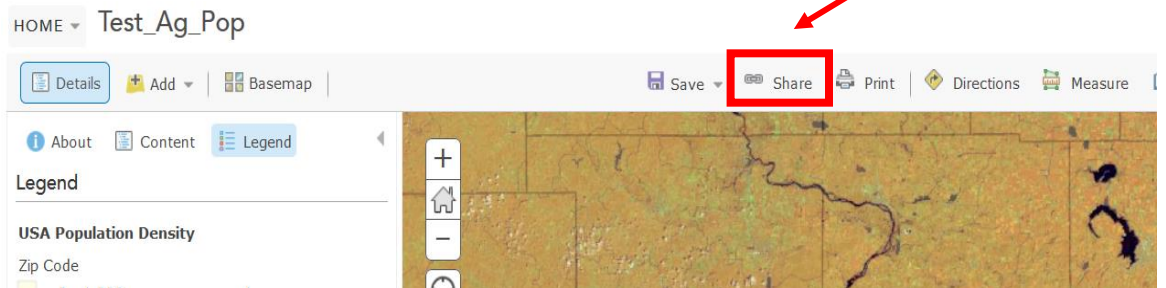 HOME Test_Ag_Pop
Details Add Basemap Save Share Print Directions Measure
About Content Legend
Legend
USA Population Density
Zip Code